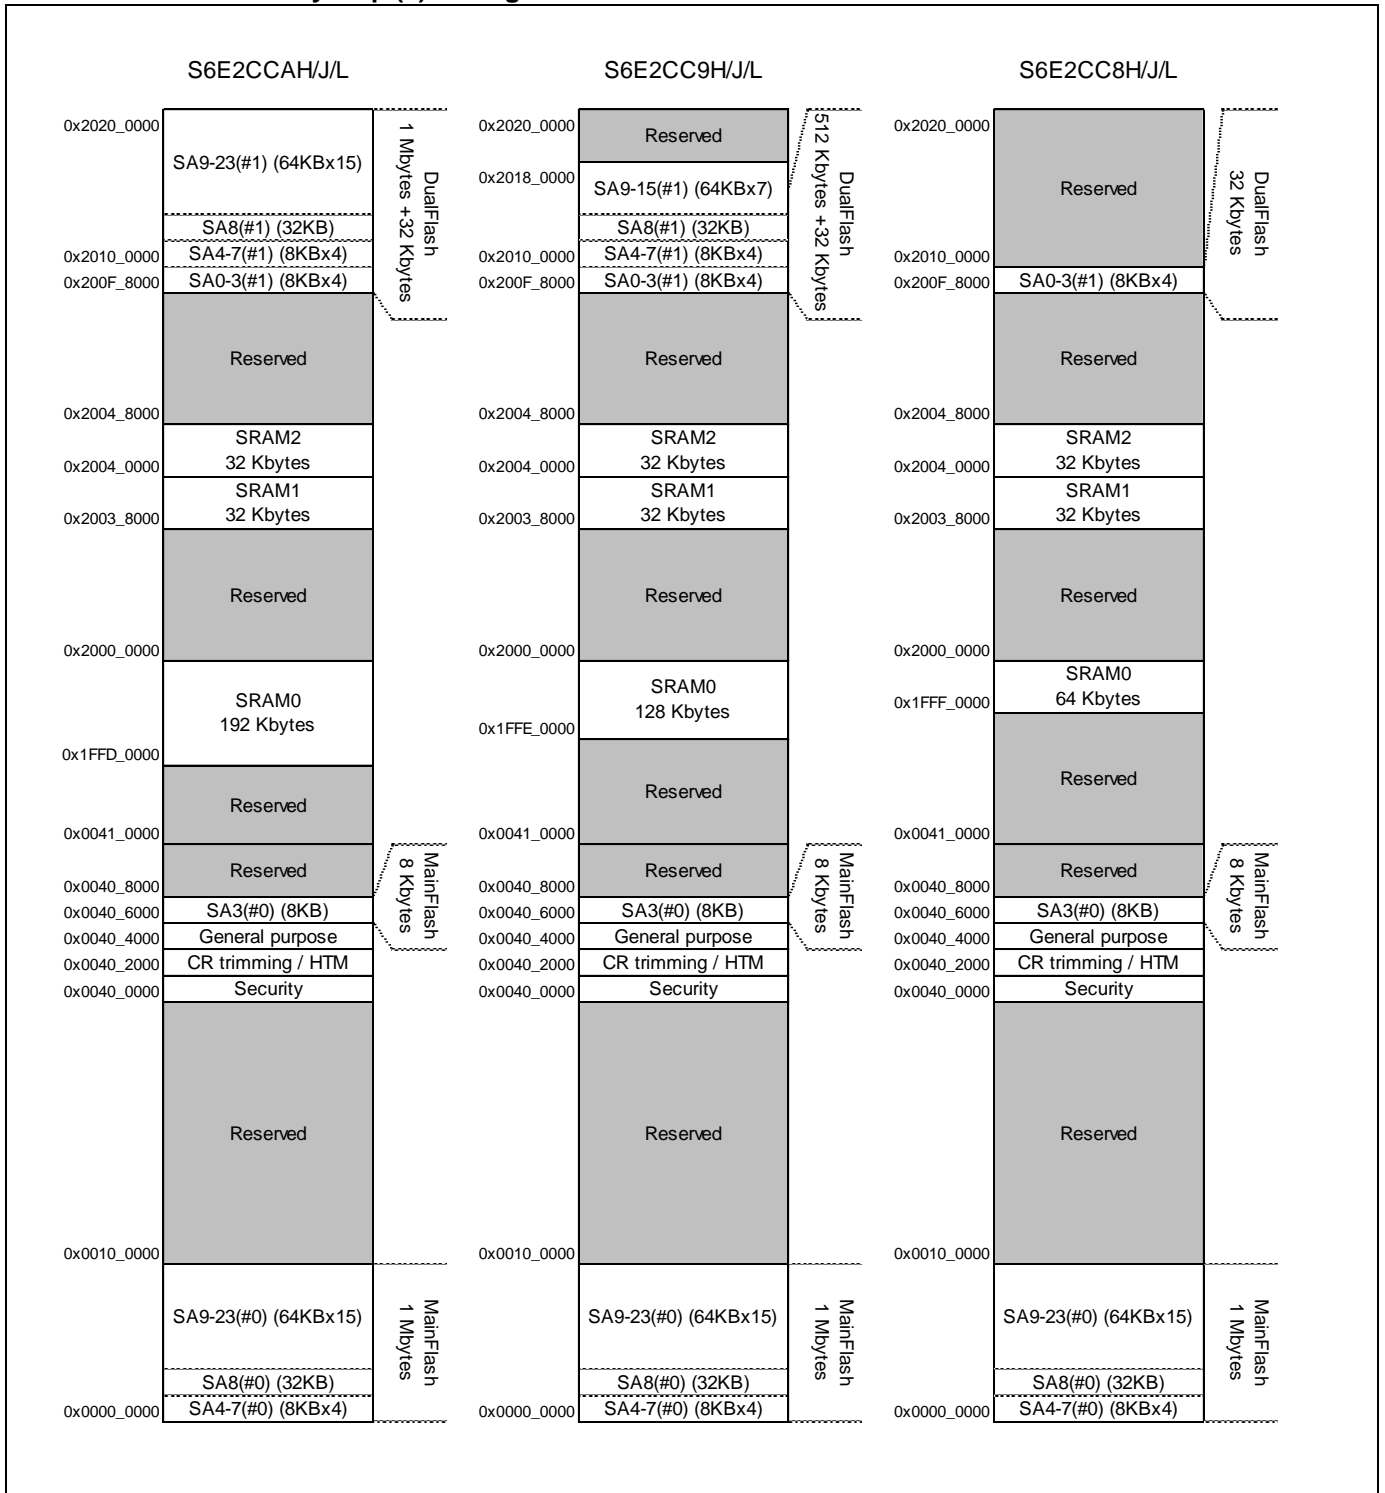 S6E2CCAH/J/L
0x2020_0000
SA9-23(#1) (64KBx15)
SA8(#1) (32KB)
0x2010_0000
SA4-7(#1) (8KBx4)
0x200F_8000
SA0-3(#1) (8KBx4)
DualFlash
1 Mbytes +32 Kbytes
Reserved
0x2004_8000
SRAM2
32 Kbytes
0x2004_0000
SRAM1
32 Kbytes
0x2003_8000
Reserved
0x2000_0000
SRAM0
192 Kbytes
0x1FFD_0000
Reserved
0x0041_0000
Reserved
0x0040_8000
SA3(#0) (8KB)
0x0040_6000
General purpose
0x0040_4000
CR trimming / HTM
0x0040_2000
Security
0x0040_0000
MainFlash
8 Kbytes
Reserved
0x0010_0000
SA9-23(#0) (64KBx15)
SA8(#0) (32KB)
SA4-7(#0) (8KBx4)
0x0000_0000
MainFlash
1 Mbytes
S6E2CC9H/J/L
0x2020_0000
Reserved
0x2018_0000
SA9-15(#1) (64KBx7)
SA8(#1) (32KB)
0x2010_0000
SA4-7(#1) (8KBx4)
0x200F_8000
SA0-3(#1) (8KBx4)
DualFlash
512 Kbytes +32 Kbytes
Reserved
0x2004_8000
SRAM2
32 Kbytes
0x2004_0000
SRAM1
32 Kbytes
0x2003_8000
Reserved
0x2000_0000
SRAM0
128 Kbytes
0x1FFE_0000
Reserved
0x0041_0000
Reserved
0x0040_8000
SA3(#0) (8KB)
0x0040_6000
General purpose
0x0040_4000
CR trimming / HTM
0x0040_2000
Security
0x0040_0000
MainFlash
8 Kbytes
Reserved
0x0010_0000
SA9-23(#0) (64KBx15)
SA8(#0) (32KB)
SA4-7(#0) (8KBx4)
0x0000_0000
MainFlash
1 Mbytes
S6E2CC8H/J/L
0x2020_0000
Reserved
0x2010_0000
0x200F_8000
SA0-3(#1) (8KBx4)
DualFlash
32 Kbytes
Reserved
0x2004_8000
SRAM2
32 Kbytes
0x2004_0000
SRAM1
32 Kbytes
0x2003_8000
Reserved
0x2000_0000
SRAM0
64 Kbytes
0x1FFF_0000
Reserved
0x0041_0000
Reserved
0x0040_8000
SA3(#0) (8KB)
0x0040_6000
General purpose
0x0040_4000
CR trimming / HTM
0x0040_2000
Security
0x0040_0000
MainFlash
8 Kbytes
Reserved
0x0010_0000
SA9-23(#0) (64KBx15)
SA8(#0) (32KB)
SA4-7(#0) (8KBx4)
0x0000_0000
MainFlash
1 Mbytes